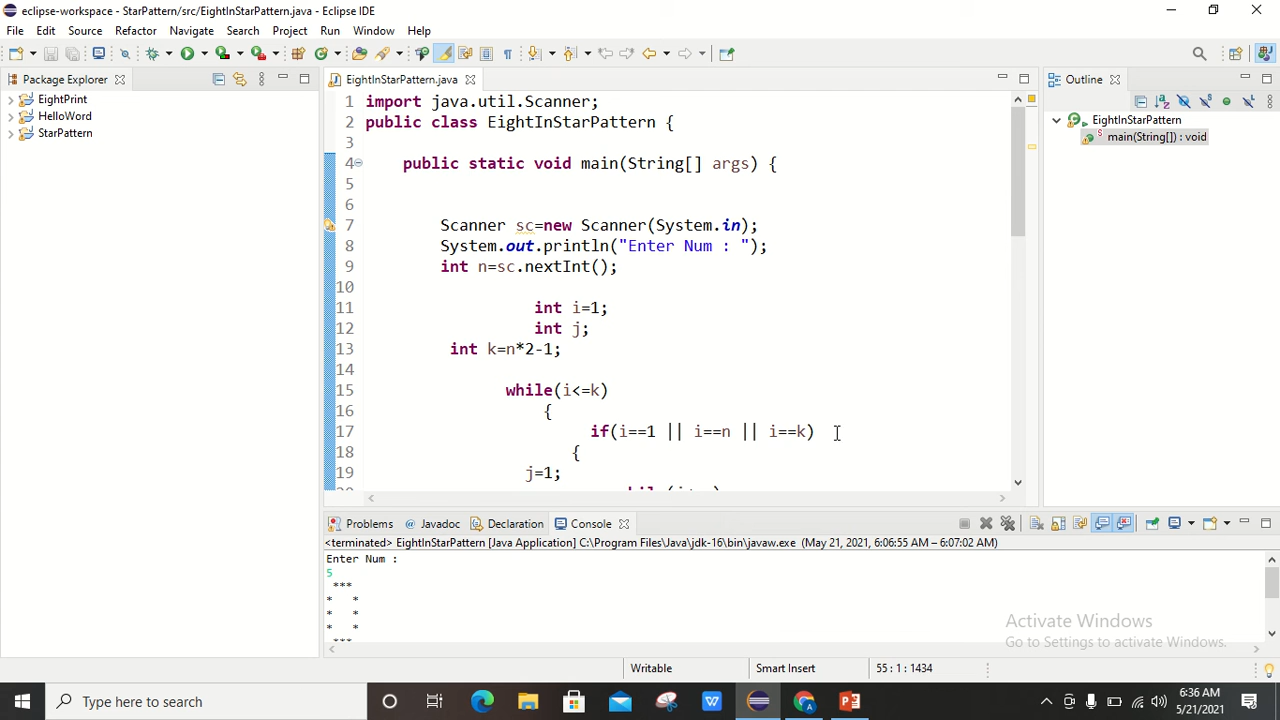 eclipse-workspace - StarPattern/src/EightInStarPattern.java - Eclipse IDE
File Edit Source Refactor Navigate Search Project Run Window Help
Package Explorer
EightInStarPattern.java
Outline
EightPrint
HelloWord
StarPattern
1 import java.util.Scanner;
2 public class EightInStarPattern {
3
4 public static void main(String[] args) {
5
6
7 Scanner sc=new Scanner(System.in);
8 System.out.println("Enter Num : ");
9 int n=sc.nextInt();
10
11 int i=1;
12 int j;
13 int k=n*2-1;
14
15 while(i<=k)
16 {
17 if(i==1 || i==n || i==k)
18 {
19 j=1;
EightInStarPattern
main(String[]) : void
Problems Javadoc Declaration Console
<terminated> EightInStarPattern [Java Application] C:\Program Files\Java\jdk-16\bin\javaw.exe (May 21, 2021, 6:06:55 AM – 6:07:02 AM)
Enter Num :
5
***
*   *
*   *
*   *
***
Activate Windows
Go to Settings to activate Windows.
Writable Smart Insert 55 : 1 : 1434
Type here to search
6:36 AM
5/21/2021